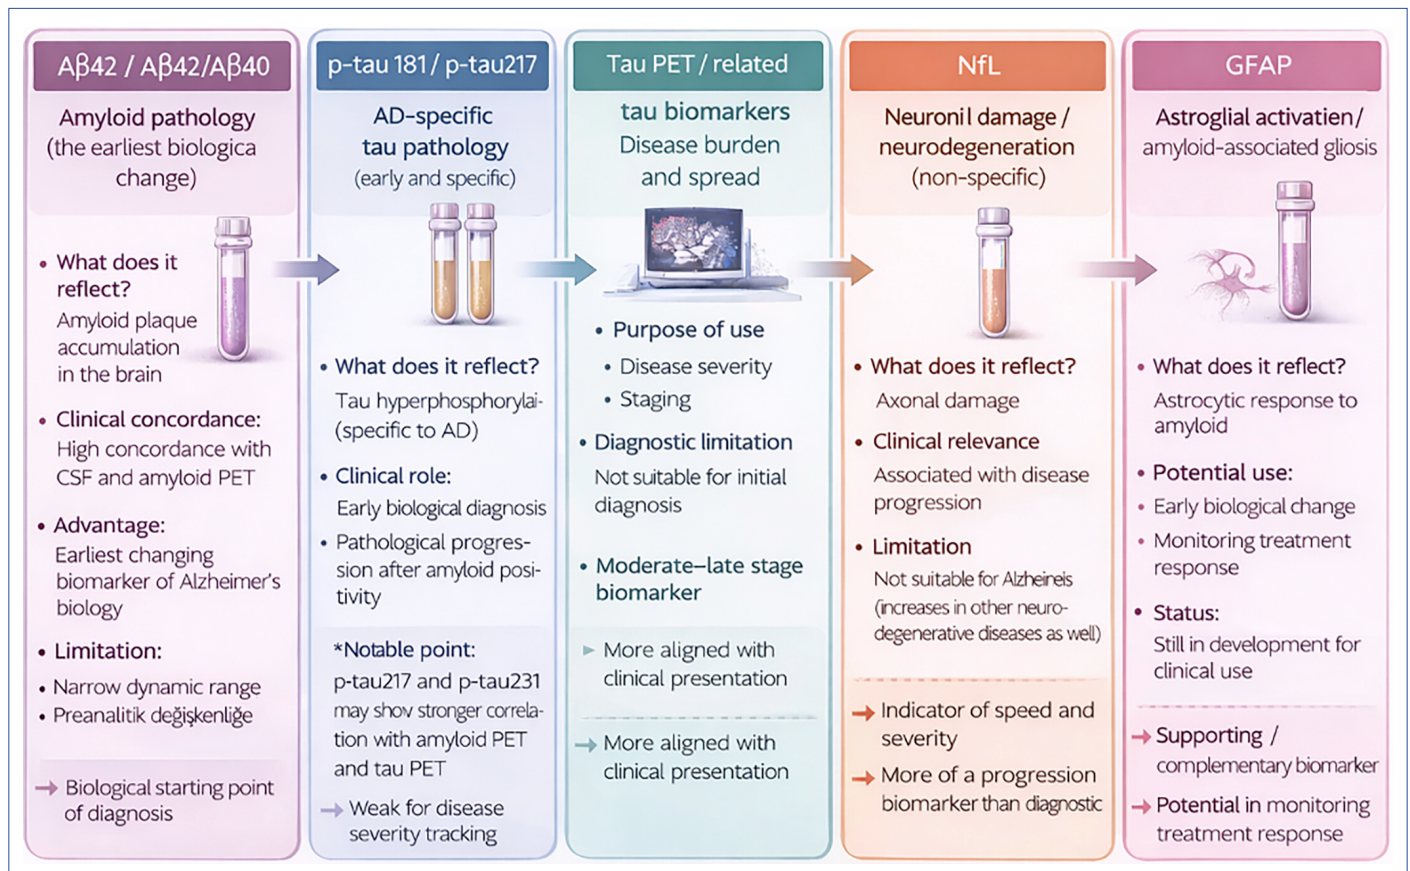 Aβ42 / Aβ42/Aβ40
Amyloid pathology
(the earliest biologica
change)
• What does it
reflect?
Amyloid plaque
accumulation
in the brain
• Clinical concordance:
High concordance with
CSF and amyloid PET
• Advantage:
Earliest changing
biomarker of Alzheimer's
biology
• Limitation:
• Narrow dynamic range
• Preanalitik değişkenliğe
→ Biological starting point
of diagnosis
p-tau 181 / p-tau217
AD-specific
tau pathology
(early and specific)
• What does it reflect?
Tau hyperphosphorylai-
(specific to AD)
• Clinical role:
Early biological diagnosis
• Pathological progres-
sion after amyloid posi-
tivity
*Notable point:
p-tau217 and p-tau231
may show stronger correla-
tion with amyloid PET
and tau PET
→ Weak for disease
severity tracking
Tau PET / related
tau biomarkers
Disease burden
and spread
• Purpose of use
• Disease severity
• Staging
• Diagnostic limitation
Not suitable for initial
diagnosis
• Moderate–late stage
biomarker
▸ More aligned with
clinical presentation
→ More aligned with
clinical presentation
NfL
Neuronil damage /
neurodegeneration
(non-specific)
• What does it reflect?
Axonal damage
• Clinical relevance
Associated with disease
progression
• Limitation
Not suitable for Alzheineis
(increases in other neuro-
degenerative diseases as well)
→ Indicator of speed and
severity
→ More of a progression
biomarker than diagnostic
GFAP
Astroglial activatien/
amyloid-associated gliosis
• What does it reflect?
Astrocytic response to
amyloid
• Potential use:
• Early biological change
• Monitoring treatment
response
• Status:
Still in development for
clinical use
→ Supporting /
complementary biomarker
→ Potential in monitoring
treatment response